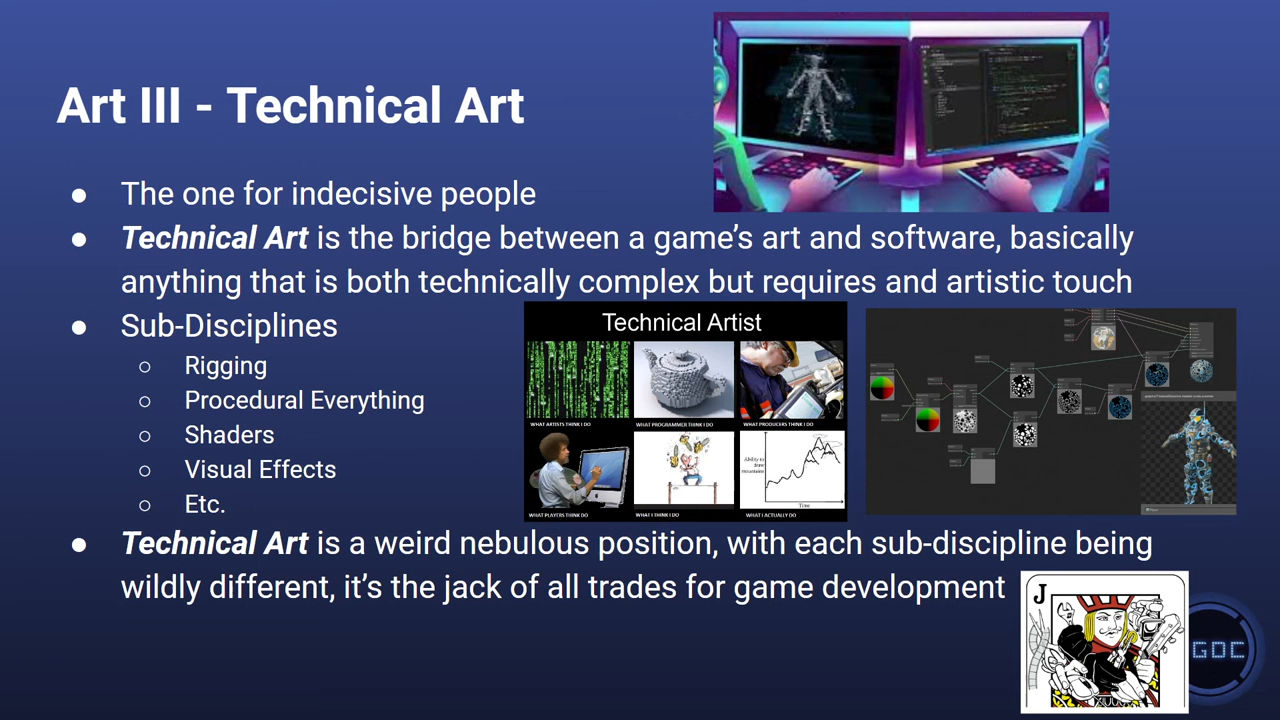 Art III - Technical Art
● The one for indecisive people
● Technical Art is the bridge between a game’s art and software, basically
anything that is both technically complex but requires and artistic touch
● Sub-Disciplines
○ Rigging
○ Procedural Everything
○ Shaders
○ Visual Effects
○ Etc.
Technical Artist
WHAT ARTISTS THINK I DO
WHAT PROGRAMMER THINK I DO
WHAT PRODUCERS THINK I DO
Ability to
draw
mountains
Time
WHAT PLAYERS THINK DO
WHAT I THINK I DO
WHAT I ACTUALLY DO
● Technical Art is a weird nebulous position, with each sub-discipline being
wildly different, it’s the jack of all trades for game development
J
GDC